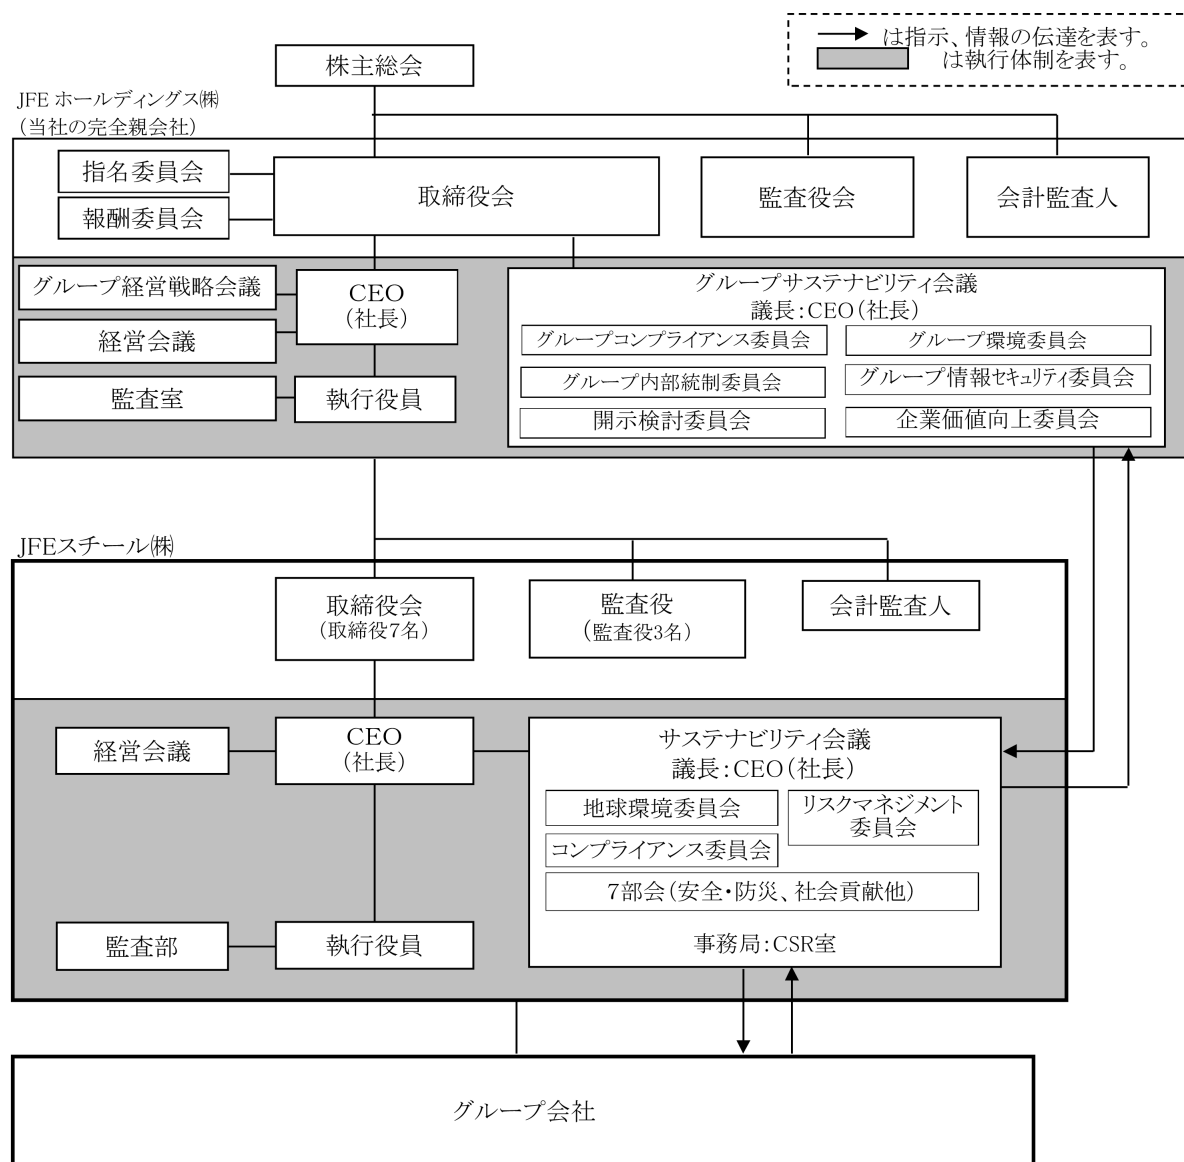 は指示、情報の伝達を表す。
は執行体制を表す。
株主総会
JFE ホールディングス㈱
(当社の完全親会社)
指名委員会
報酬委員会
取締役会
監査役会
会計監査人
グループ経営戦略会議
経営会議
監査室
CEO
(社長)
執行役員
グループサステナビリティ会議
議長:CEO(社長)
グループコンプライアンス委員会
グループ環境委員会
グループ内部統制委員会
グループ情報セキュリティ委員会
開示検討委員会
企業価値向上委員会
JFEスチール㈱
取締役会
(取締役7名)
監査役
(監査役3名)
会計監査人
経営会議
CEO
(社長)
監査部
執行役員
サステナビリティ会議
議長:CEO(社長)
地球環境委員会
リスクマネジメント
委員会
コンプライアンス委員会
7部会(安全・防災、社会貢献他)
事務局:CSR室
グループ会社